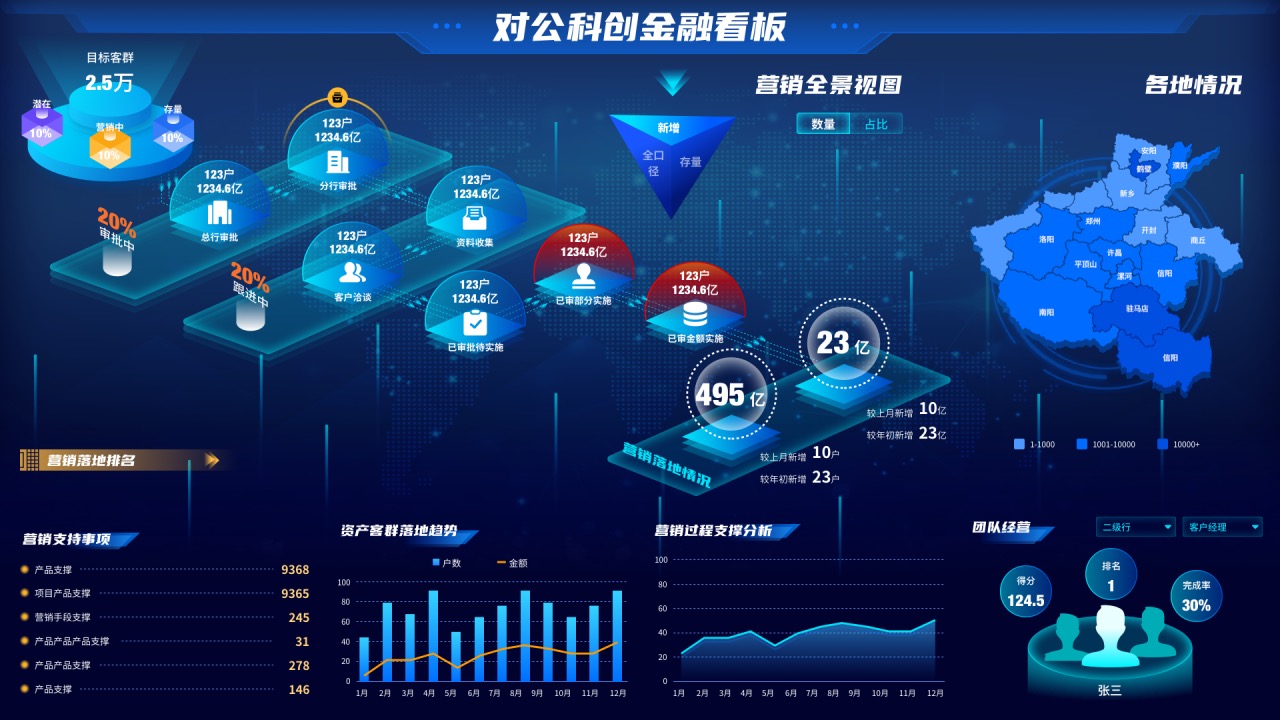 对公科创金融看板
目标客群
2.5万
潜在
10%
营销中
10%
存量
10%
123户
1234.6亿
总行审批
123户
1234.6亿
分行审批
123户
1234.6亿
资料收集
123户
1234.6亿
客户洽谈
123户
1234.6亿
已审批待实施
123户
1234.6亿
已审部分实施
123户
1234.6亿
已审金额实施
20%
审批中
20%
跟进中
新增
全口
径
存量
营销全景视图
数量
占比
495 亿
23 亿
较上月新增 10亿
较年初新增 23亿
较上月新增 10户
较年初新增 23户
营销落地情况
各地情况
安阳
鹤壁
濮阳
新乡
郑州
开封
洛阳
商丘
许昌
平顶山
漯河
信阳
南阳
驻马店
信阳
1-1000
1001-10000
10000+
营销落地排名
营销支持事项
产品支撑 9368
项目产品支撑 9365
营销手段支撑 245
产品产品产品支撑 31
产品产品支撑 278
产品支撑 146
资产客群落地趋势
户数 金额
100
80
60
40
20
0
1月 2月 3月 4月 5月 6月 7月 8月 9月 10月 11月 12月
营销过程支撑分析
100
80
60
40
20
0
1月 2月 3月 4月 5月 6月 7月 8月 9月 10月 11月 12月
团队经营
二级行
客户经理
得分
124.5
排名
1
完成率
30%
张三